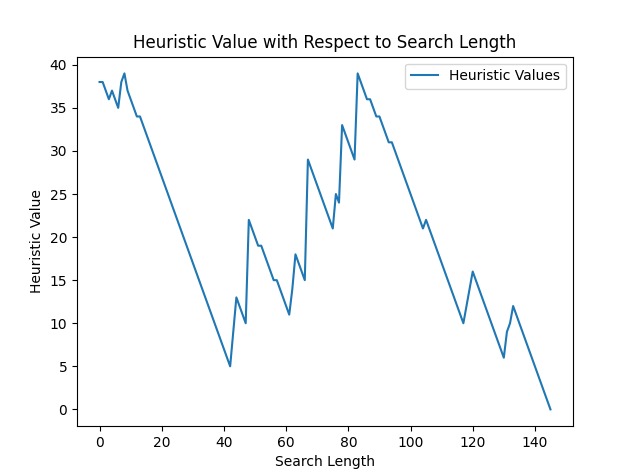 Heuristic Value with Respect to Search Length
Heuristic Values
40
35
30
25
20
15
10
5
0
Heuristic Value
0 20 40 60 80 100 120 140
Search Length